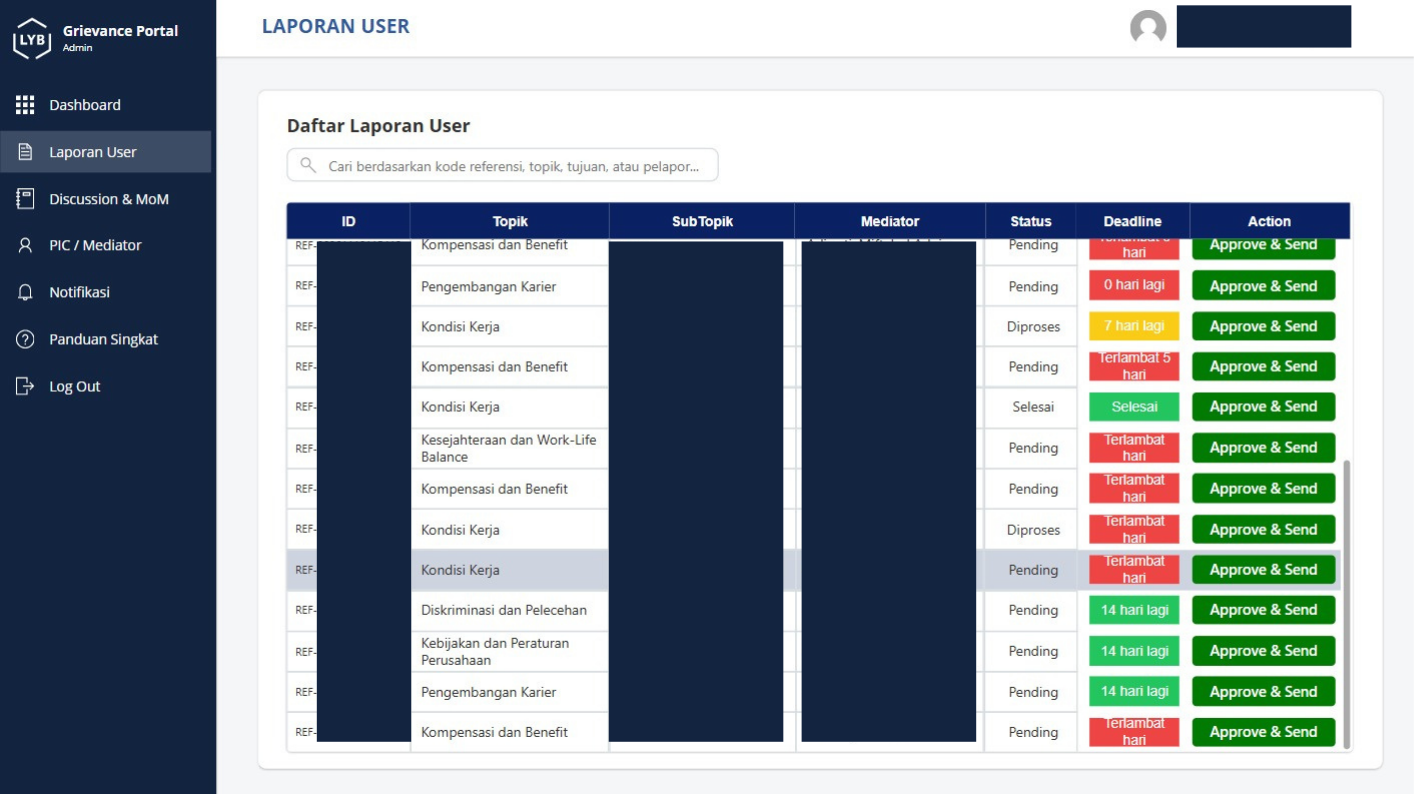 LYB
Grievance Portal
Admin
LAPORAN USER
Dashboard
Laporan User
Discussion & MoM
PIC / Mediator
Notifikasi
Panduan Singkat
Log Out
Daftar Laporan User
Cari berdasarkan kode referensi, topik, tujuan, atau pelapor...
ID Topik SubTopik Mediator Status Deadline Action
REF- Kompensasi dan Benefit Pending hari Approve & Send
REF- Pengembangan Karier Pending 0 hari lagi Approve & Send
REF- Kondisi Kerja Diproses 7 hari lagi Approve & Send
REF- Kompensasi dan Benefit Pending Terlambat 5
hari Approve & Send
REF- Kondisi Kerja Selesai Selesai Approve & Send
REF- Kesejahteraan dan Work-Life
Balance Pending Terlambat
hari Approve & Send
REF- Kompensasi dan Benefit Pending Terlambat
hari Approve & Send
REF- Kondisi Kerja Diproses Terlambat
hari Approve & Send
REF- Kondisi Kerja Pending Terlambat
hari Approve & Send
REF- Diskriminasi dan Pelecehan Pending 14 hari lagi Approve & Send
REF- Kebijakan dan Peraturan
Perusahaan Pending 14 hari lagi Approve & Send
REF- Pengembangan Karier Pending 14 hari lagi Approve & Send
REF- Kompensasi dan Benefit Pending Terlambat
hari Approve & Send